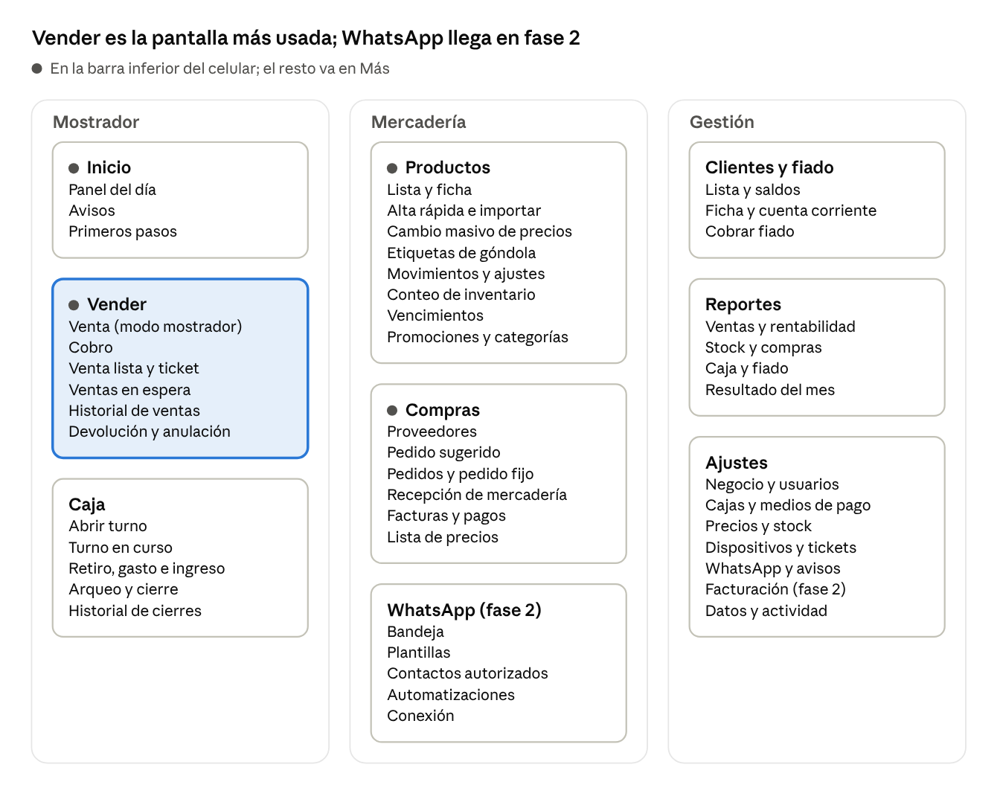 Vender es la pantalla más usada; WhatsApp llega en fase 2
En la barra inferior del celular; el resto va en Más
Mostrador
Inicio
Panel del día
Avisos
Primeros pasos
Vender
Venta (modo mostrador)
Cobro
Venta lista y ticket
Ventas en espera
Historial de ventas
Devolución y anulación
Caja
Abrir turno
Turno en curso
Retiro, gasto e ingreso
Arqueo y cierre
Historial de cierres
Mercadería
Productos
Lista y ficha
Alta rápida e importar
Cambio masivo de precios
Etiquetas de góndola
Movimientos y ajustes
Conteo de inventario
Vencimientos
Promociones y categorías
Compras
Proveedores
Pedido sugerido
Pedidos y pedido fijo
Recepción de mercadería
Facturas y pagos
Lista de precios
WhatsApp (fase 2)
Bandeja
Plantillas
Contactos autorizados
Automatizaciones
Conexión
Gestión
Clientes y fiado
Lista y saldos
Ficha y cuenta corriente
Cobrar fiado
Reportes
Ventas y rentabilidad
Stock y compras
Caja y fiado
Resultado del mes
Ajustes
Negocio y usuarios
Cajas y medios de pago
Precios y stock
Dispositivos y tickets
WhatsApp y avisos
Facturación (fase 2)
Datos y actividad